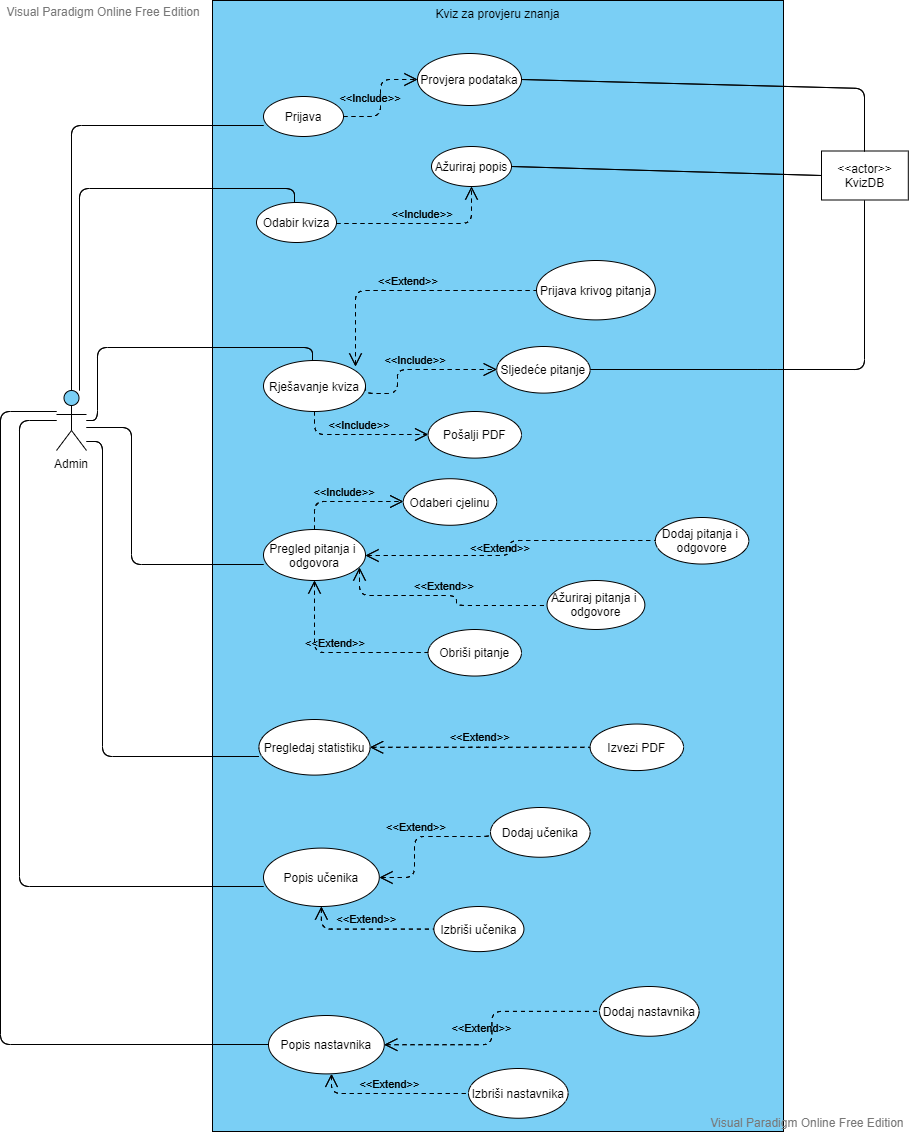 Visual Paradigm Online Free Edition
Kviz za provjeru znanja
Provjera podataka
<<Include>>
Prijava
Ažuriraj popis
<<actor>>
KvizDB
<<Include>>
Odabir kviza
<<Extend>>
Prijava krivog pitanja
<<Include>>
Sljedeće pitanje
Rješavanje kviza
<<Include>>
Pošalji PDF
Admin
<<Include>>
Odaberi cjelinu
Dodaj pitanja i
odgovore
<<Extend>>
Pregled pitanja i
odgovora
<<Extend>>
Ažuriraj pitanja i
odgovore
<<Extend>>
Obriši pitanje
<<Extend>>
Pregledaj statistiku
Izvezi PDF
<<Extend>>
Dodaj učenika
Popis učenika
<<Extend>>
Izbriši učenika
Dodaj nastavnika
<<Extend>>
Popis nastavnika
<<Extend>>
Izbriši nastavnika
Visual Paradigm Online Free Edition